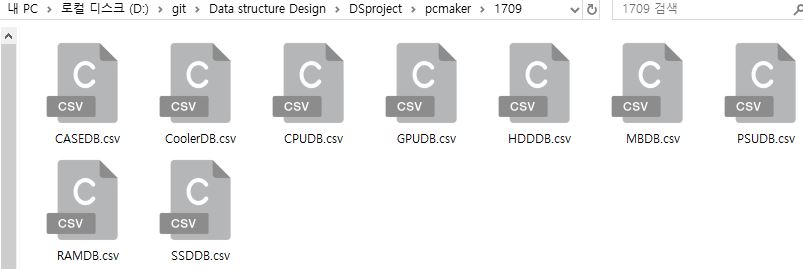 내 PC > 로컬 디스크 (D:) > git > Data structure Design > DSproject > pcmaker > 1709
1709 검색
C C C C C C C
CSV CSV CSV CSV CSV CSV CSV
CASEDB.csv CoolerDB.csv CPUDB.csv GPUDB.csv HDDDB.csv MBDB.csv PSUDB.csv
C C
CSV CSV
RAMDB.csv SSDDB.csv